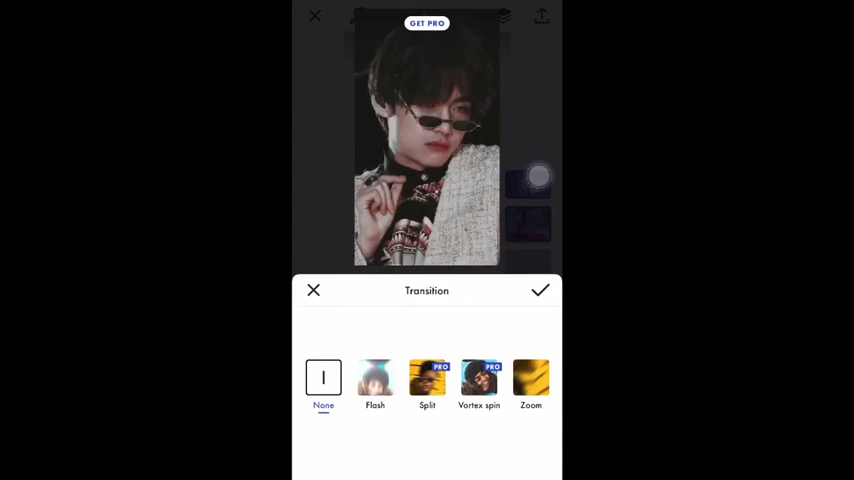 GET PRO
Transition
PRO
PRO
None
Flash
Split
Vortex spin
Zoom